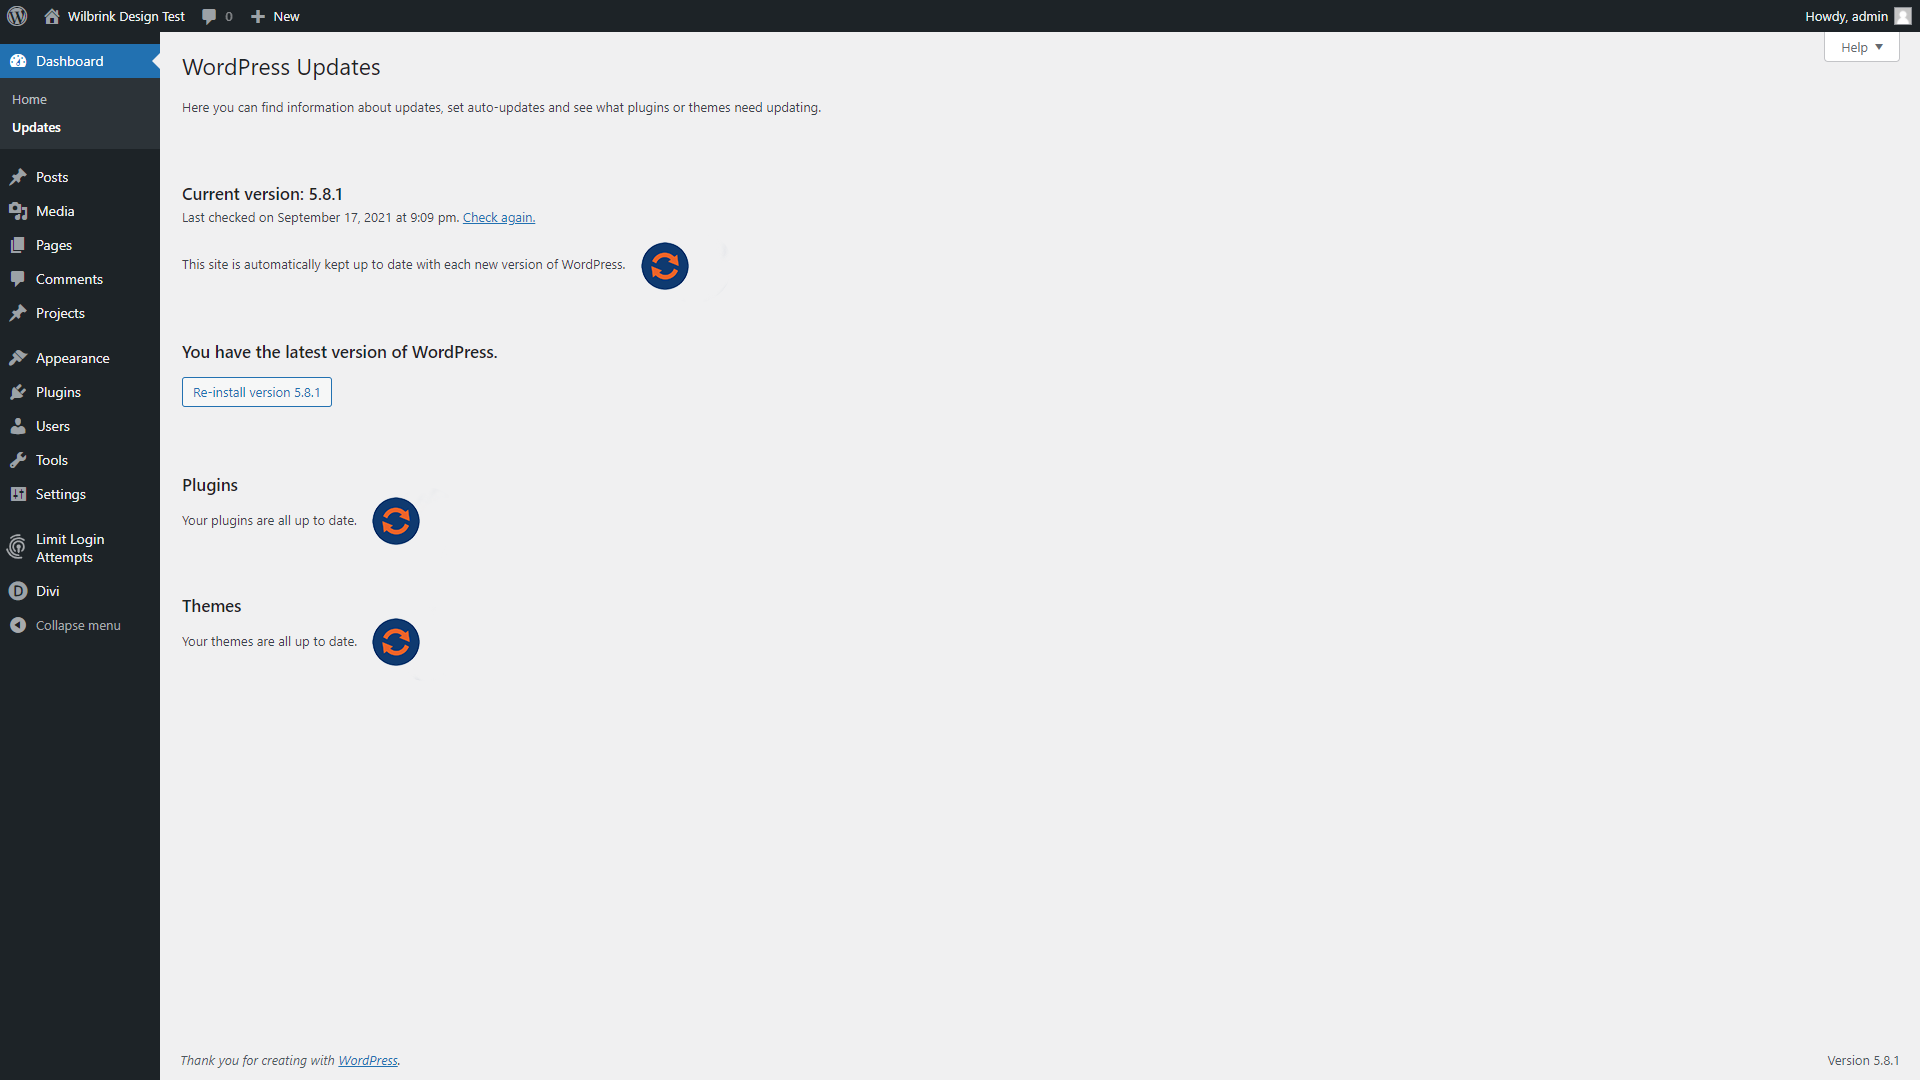 Wilbrink Design Test
0
New
Howdy, admin
Dashboard
Home
Updates
Posts
Media
Pages
Comments
Projects
Appearance
Plugins
Users
Tools
Settings
Limit Login
Attempts
D
Divi
Collapse menu
Help
WordPress Updates
Here you can find information about updates, set auto-updates and see what plugins or themes need updating.
Current version: 5.8.1
Last checked on September 17, 2021 at 9:09 pm. Check again.
This site is automatically kept up to date with each new version of WordPress.
You have the latest version of WordPress.
Re-install version 5.8.1
Plugins
Your plugins are all up to date.
Themes
Your themes are all up to date.
Thank you for creating with WordPress.
Version 5.8.1